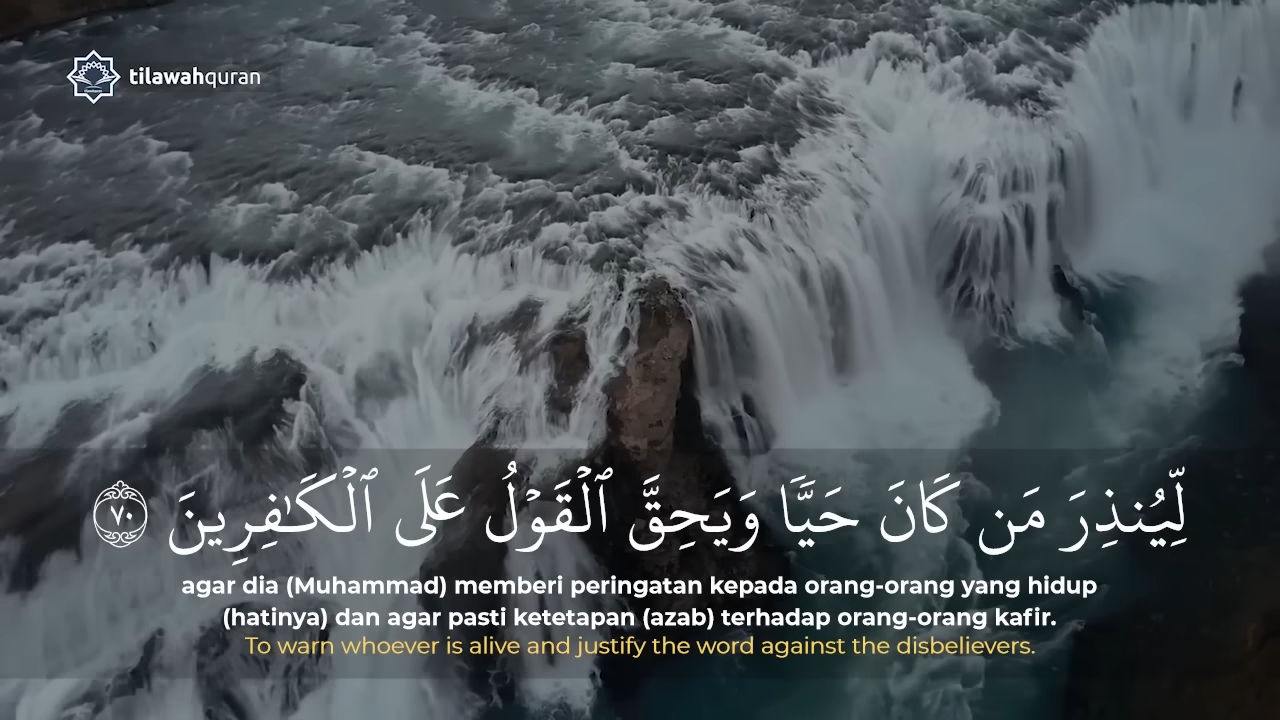 tilawahquran
لِّيُنذِرَ مَن كَانَ حَيًّا وَيَحِقَّ ٱلْقَوْلُ عَلَى ٱلْكَـٰفِرِينَ ٧٠
agar dia (Muhammad) memberi peringatan kepada orang-orang yang hidup
(hatinya) dan agar pasti ketetapan (azab) terhadap orang-orang kafir.
To warn whoever is alive and justify the word against the disbelievers.